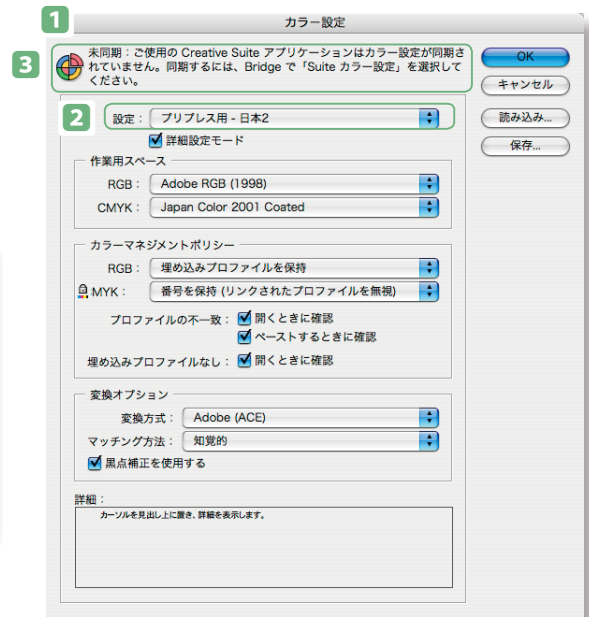 1
カラー設定
3
未同期：ご使用の Creative Suite アプリケーションはカラー設定が同期さ
れていません。同期するには、Bridge で「Suite カラー設定」を選択して
ください。
OK
キャンセル
読み込み...
保存...
2
設定： プリプレス用 - 日本2
詳細設定モード
作業用スペース
RGB： Adobe RGB (1998)
CMYK： Japan Color 2001 Coated
カラーマネジメントポリシー
RGB： 埋め込みプロファイルを保持
MYK： 番号を保持 (リンクされたプロファイルを無視)
プロファイルの不一致： 開くときに確認
ペーストするときに確認
埋め込みプロファイルなし： 開くときに確認
変換オプション
変換方式： Adobe (ACE)
マッチング方法： 知覚的
黒点補正を使用する
詳細：
カーソルを見出し上に置き、詳細を表示します。